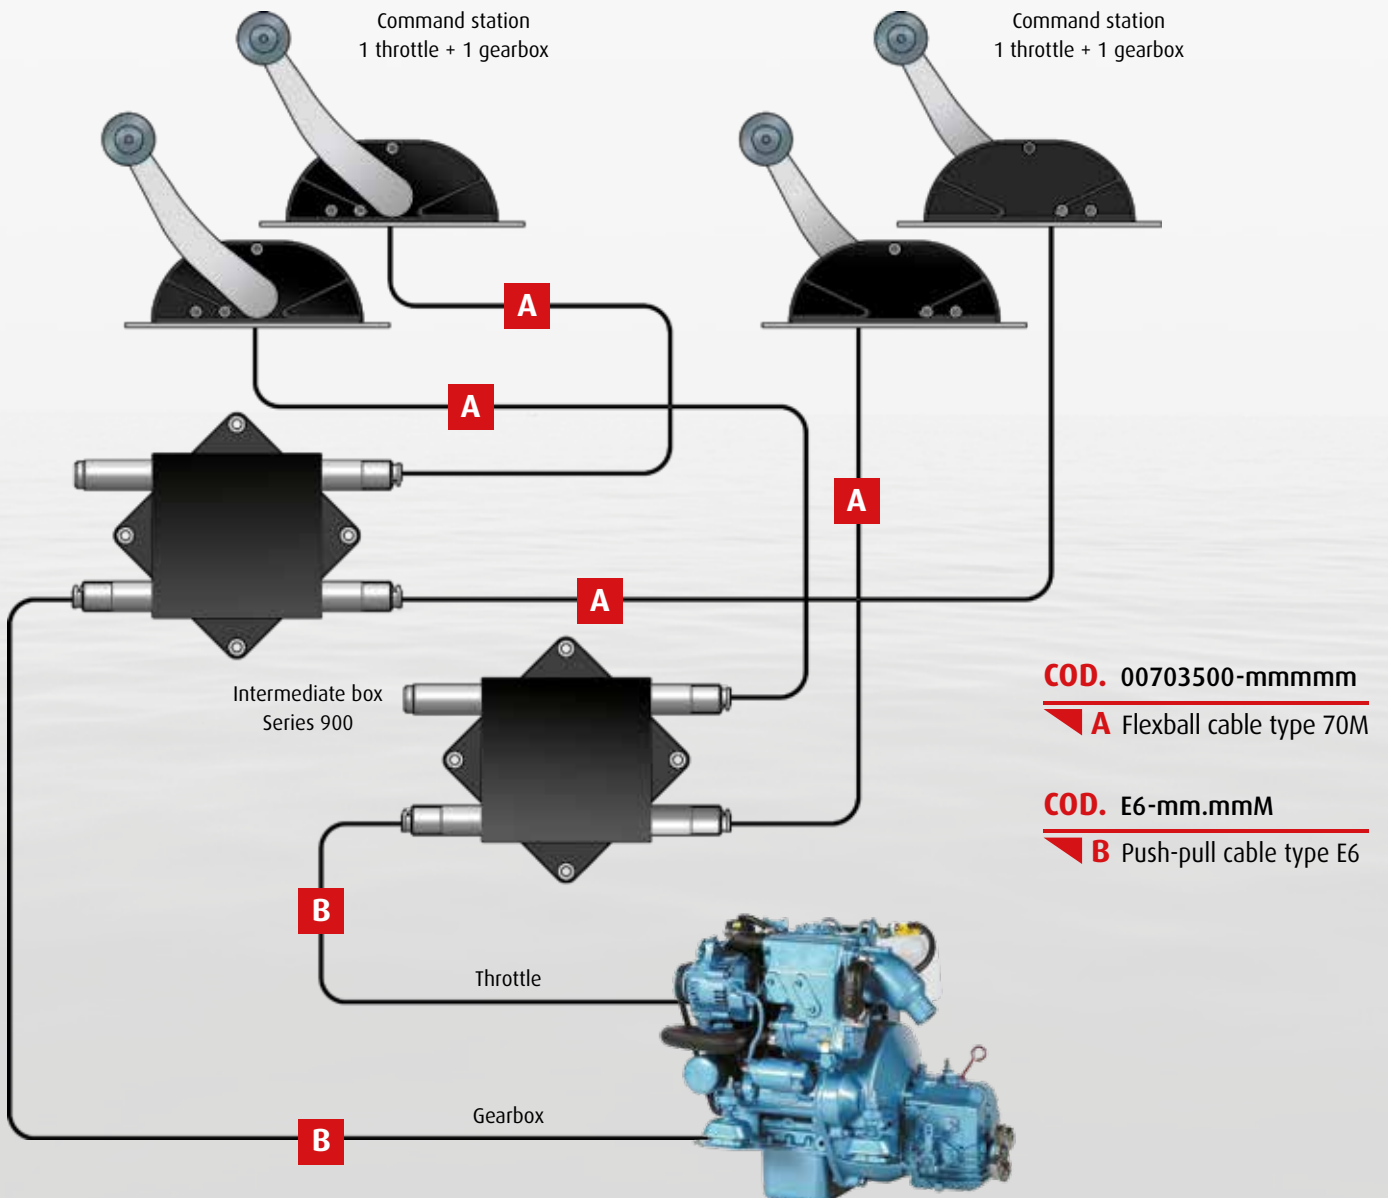 Command station
1 throttle + 1 gearbox
Command station
1 throttle + 1 gearbox
A
A
A
A
Intermediate box
Series 900
COD. 00703500-mmmmm
A Flexball cable type 70M
COD. E6-mm.mmM
B Push-pull cable type E6
B
Throttle
Gearbox
B